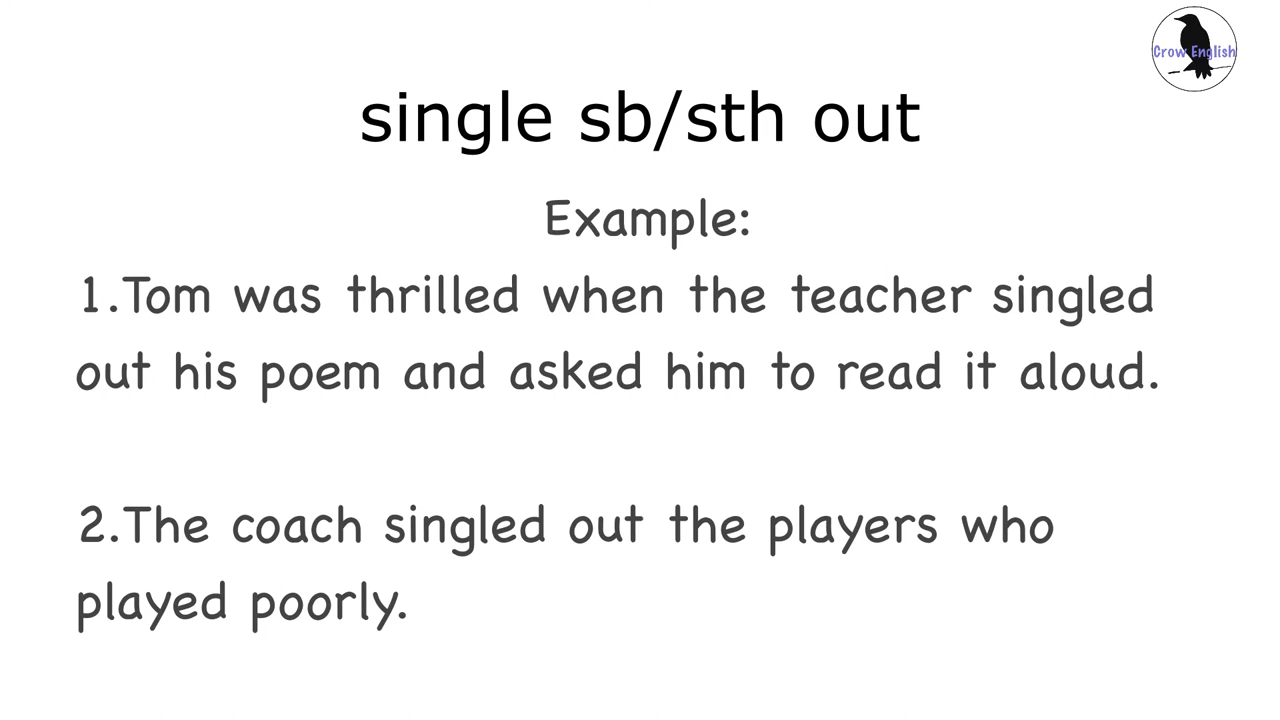 Crow English
single sb/sth out
Example:
1.Tom was thrilled when the teacher singled
out his poem and asked him to read it aloud.
2.The coach singled out the players who
played poorly.